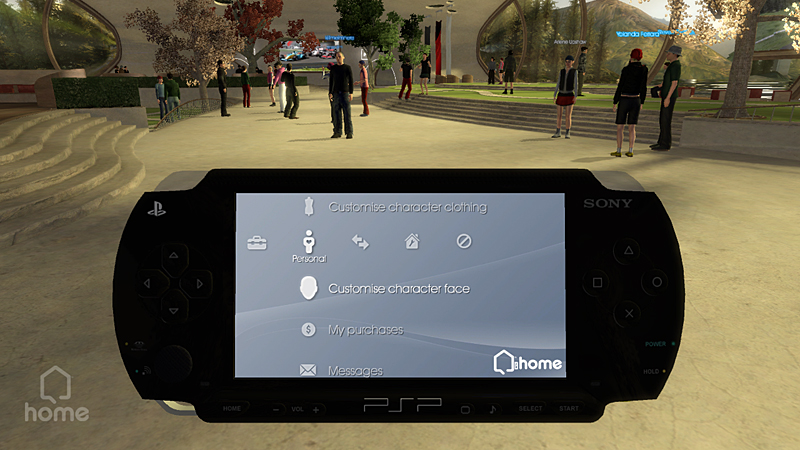 Customise character clothing
Personal
Customise character face
My purchases
Messages
home
SONY
POWER
HOLD
HOME
VOL
PSP
SELECT
START
home